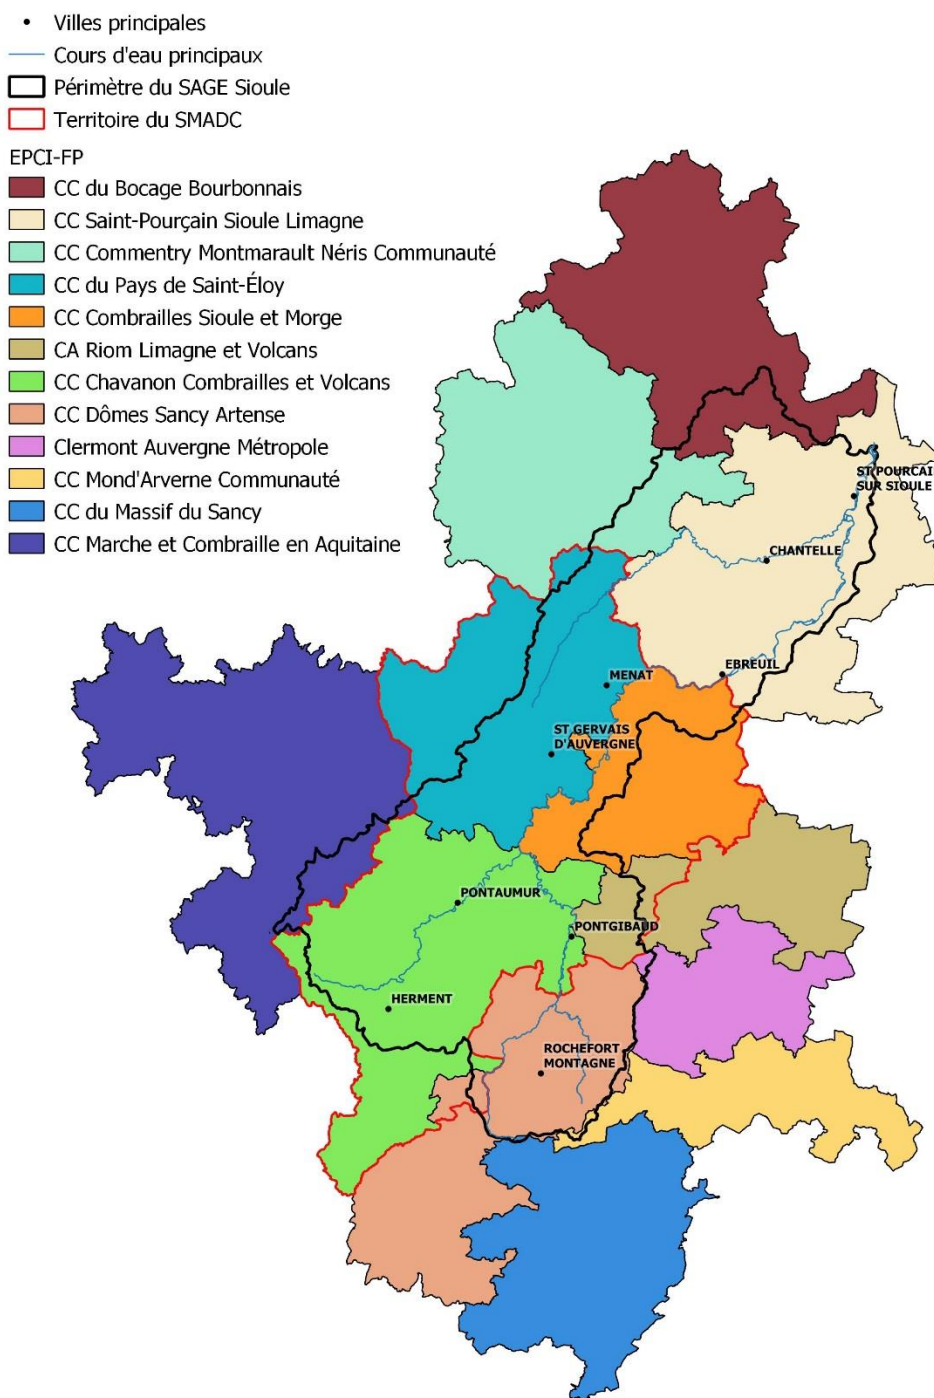 Villes principales
Cours d'eau principaux
Périmètre du SAGE Sioule
Territoire du SMADC
EPCI-FP
CC du Bocage Bourbonnais
CC Saint-Pourçain Sioule Limagne
CC Commentry Montmarault Néris Communauté
CC du Pays de Saint-Éloy
CC Combrailles Sioule et Morge
CA Riom Limagne et Volcans
CC Chavanon Combrailles et Volcans
CC Dômes Sancy Artense
Clermont Auvergne Métropole
CC Mond'Arverne Communauté
CC du Massif du Sancy
CC Marche et Combraille en Aquitaine
ST POURCAI
SUR SIOULE
CHANTELLE
EBREUIL
MENAT
ST GERVAIS
D'AUVERGNE
PONTAUMUR
PONTGIBAUD
HERMENT
ROCHEFORT
MONTAGNE